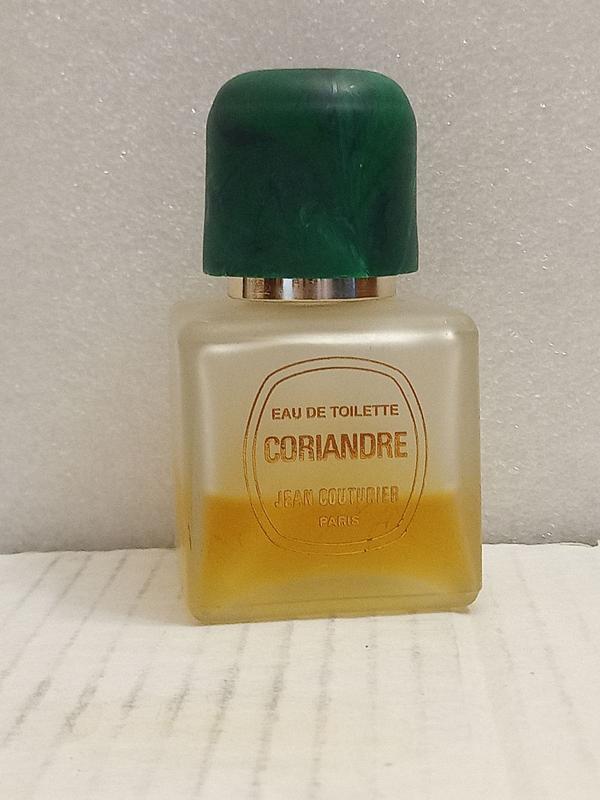 EAU DE TOILETTE
CORIANDRE
JEAN COUTURIER
PARIS